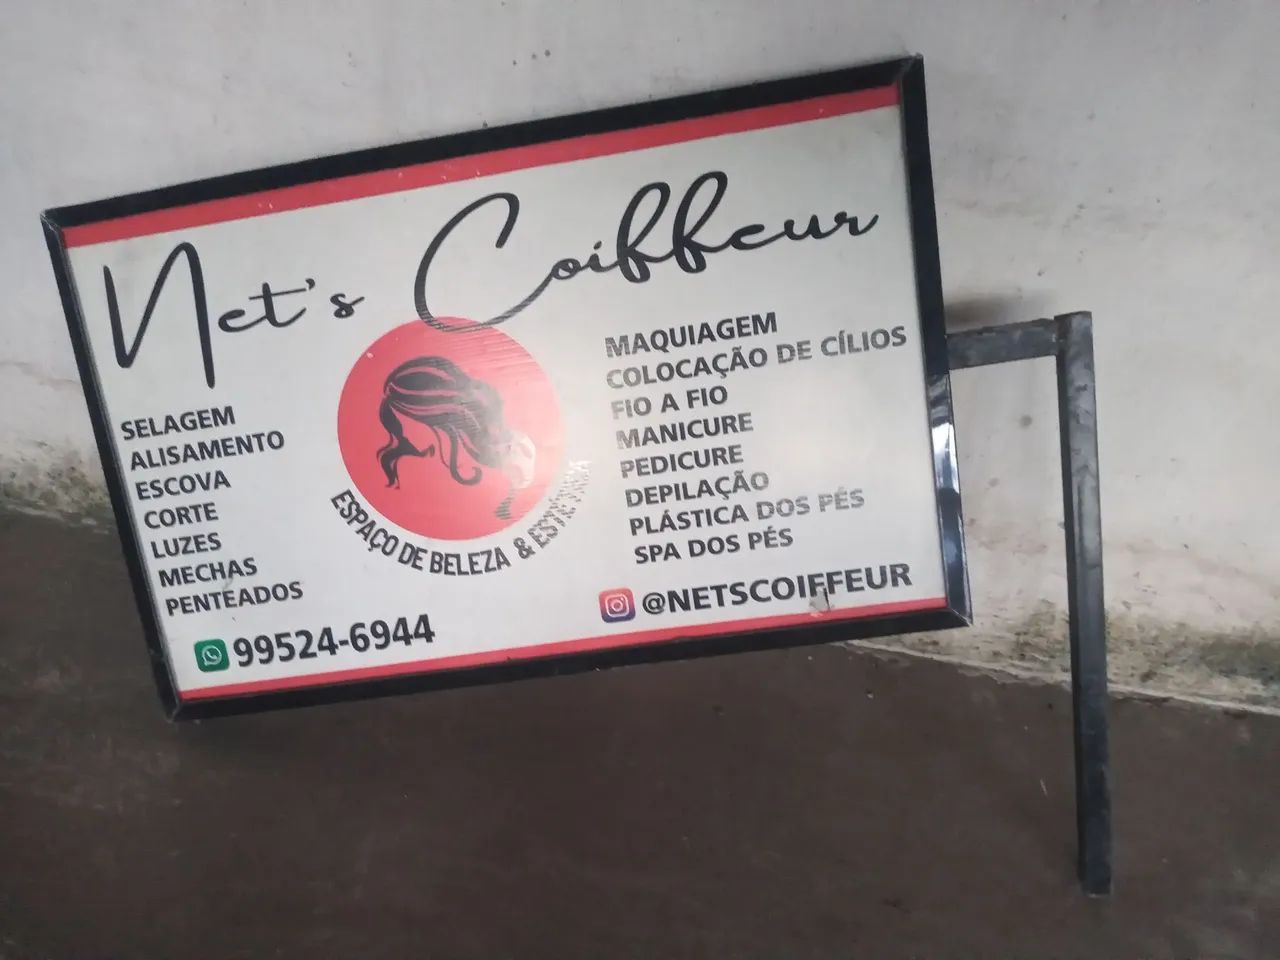 Net's Coiffeur
SELAGEM
ALISAMENTO
ESCOVA
CORTE
LUZES
MECHAS
PENTEADOS
99524-6944
ESPAÇO DE BELEZA & ESTÉTICA
MAQUIAGEM
COLOCAÇÃO DE CÍLIOS
FIO A FIO
MANICURE
PEDICURE
DEPILAÇÃO
PLÁSTICA DOS PÉS
SPA DOS PÉS
@NETSCOIFFEUR